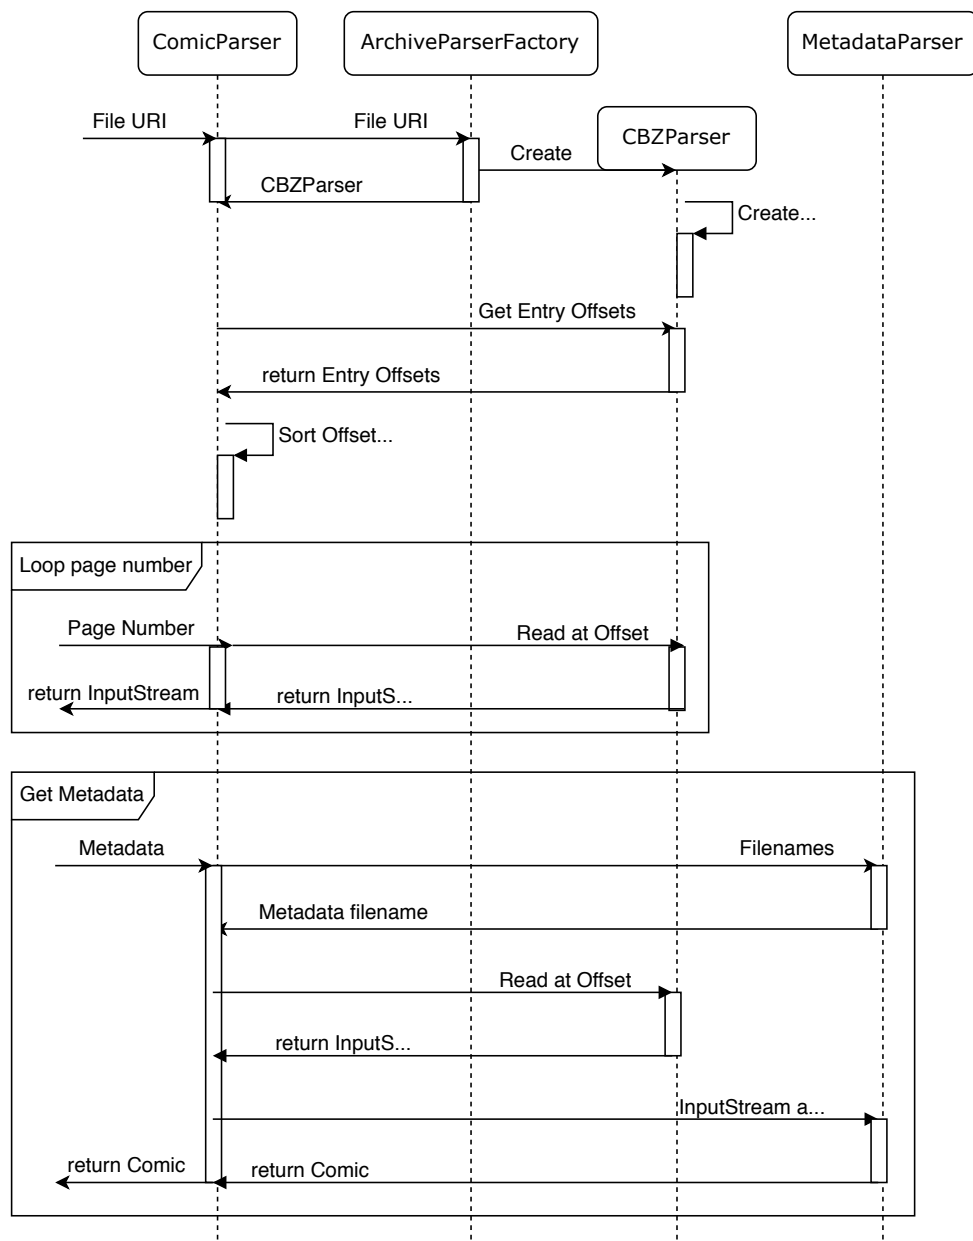 ComicParser
ArchiveParserFactory
MetadataParser
CBZParser
File URI
File URI
Create
CBZParser
Create...
Get Entry Offsets
return Entry Offsets
Sort Offset...
Loop page number
Page Number
Read at Offset
return InputStream
return InputS...
Get Metadata
Metadata
Filenames
Metadata filename
Read at Offset
return InputS...
InputStream a...
return Comic
return Comic